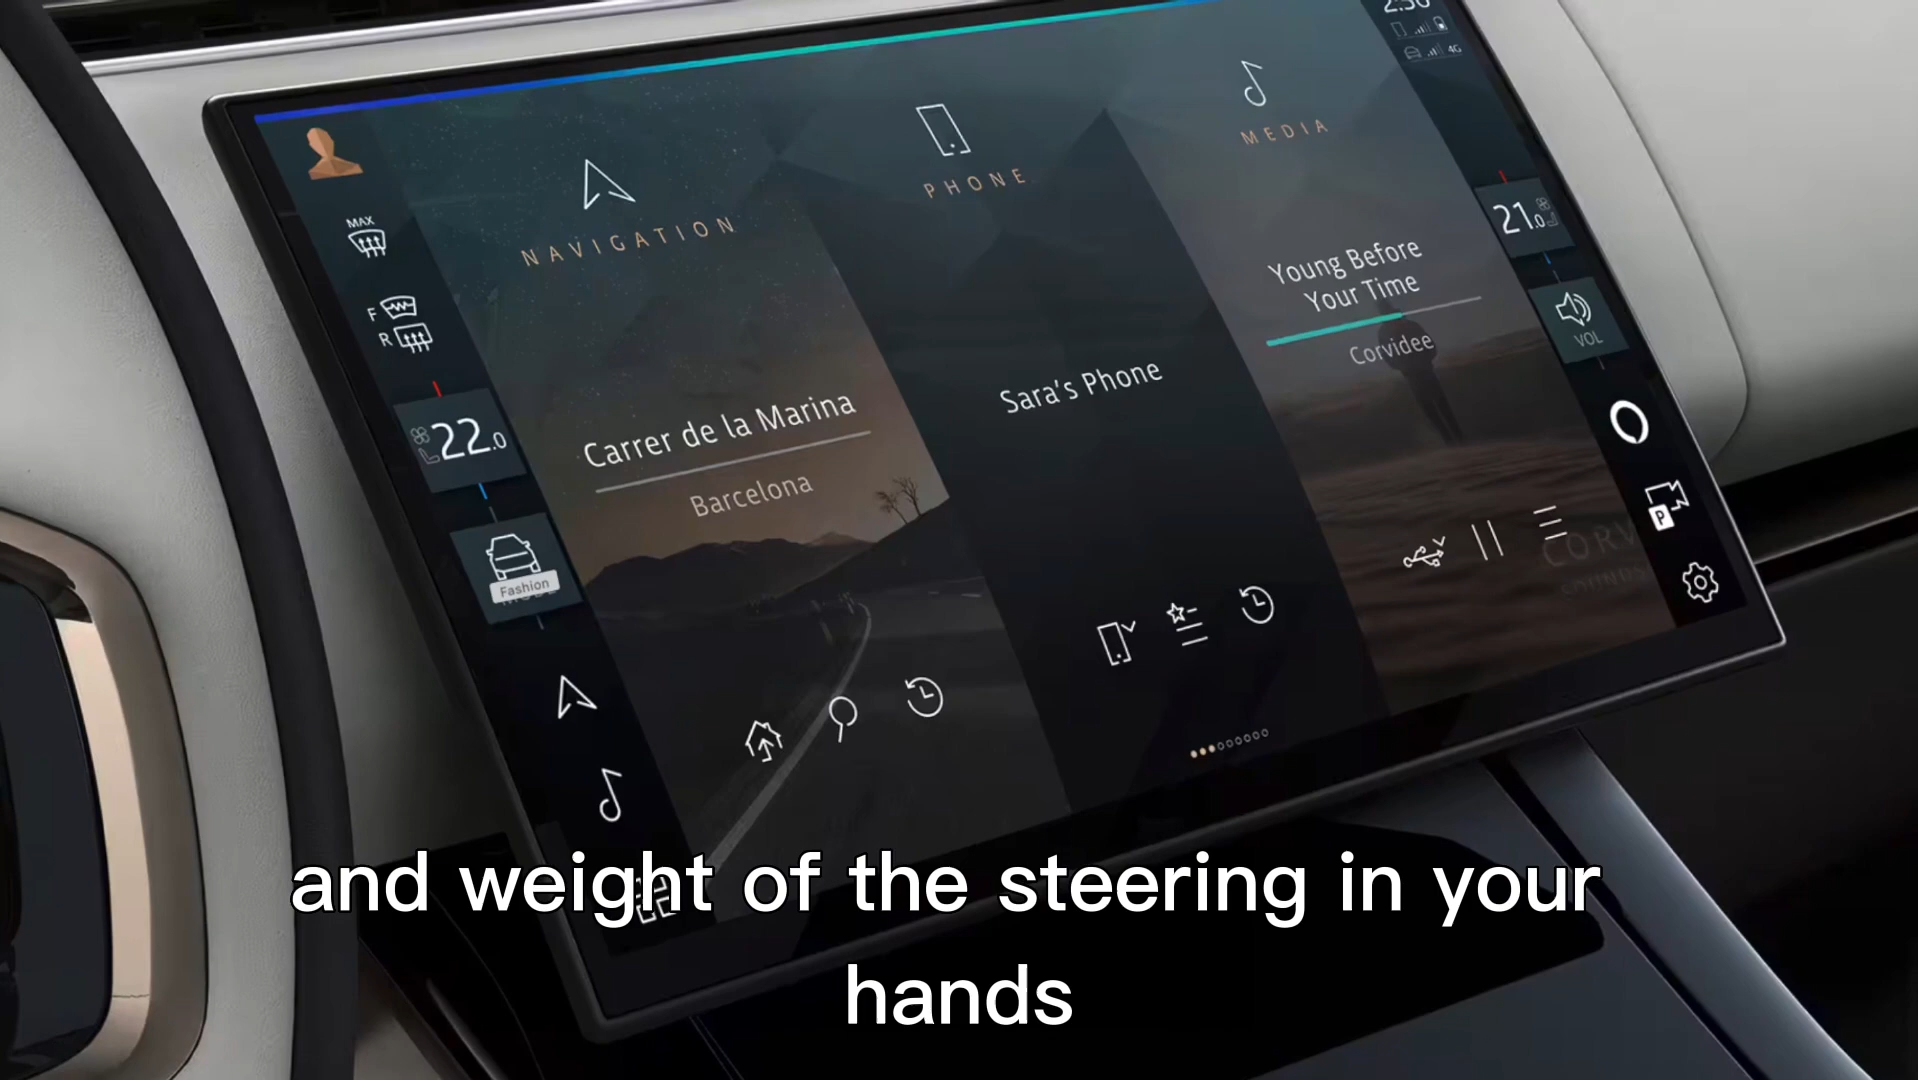 4G
MAX
F
R
22.0
Fashion
NAVIGATION
Carrer de la Marina
Barcelona
PHONE
Sara's Phone
MEDIA
Young Before
Your Time
Corvidee
21.0
VOL
P
and weight of the steering in your
hands